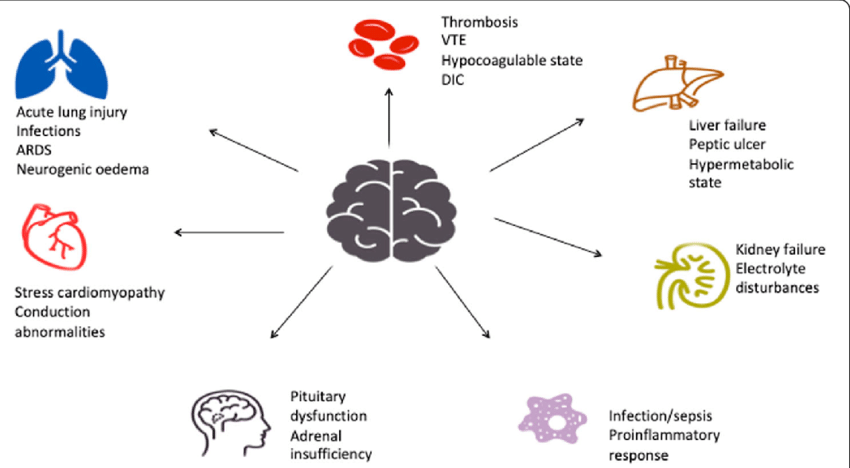 Thrombosis
VTE
Hypocoagulable state
DIC
Acute lung injury
Infections
ARDS
Neurogenic oedema
Liver failure
Peptic ulcer
Hypermetabolic
state
Stress cardiomyopathy
Conduction
abnormalities
Kidney failure
Electrolyte
disturbances
Pituitary
dysfunction
Adrenal
insufficiency
Infection/sepsis
Proinflammatory
response